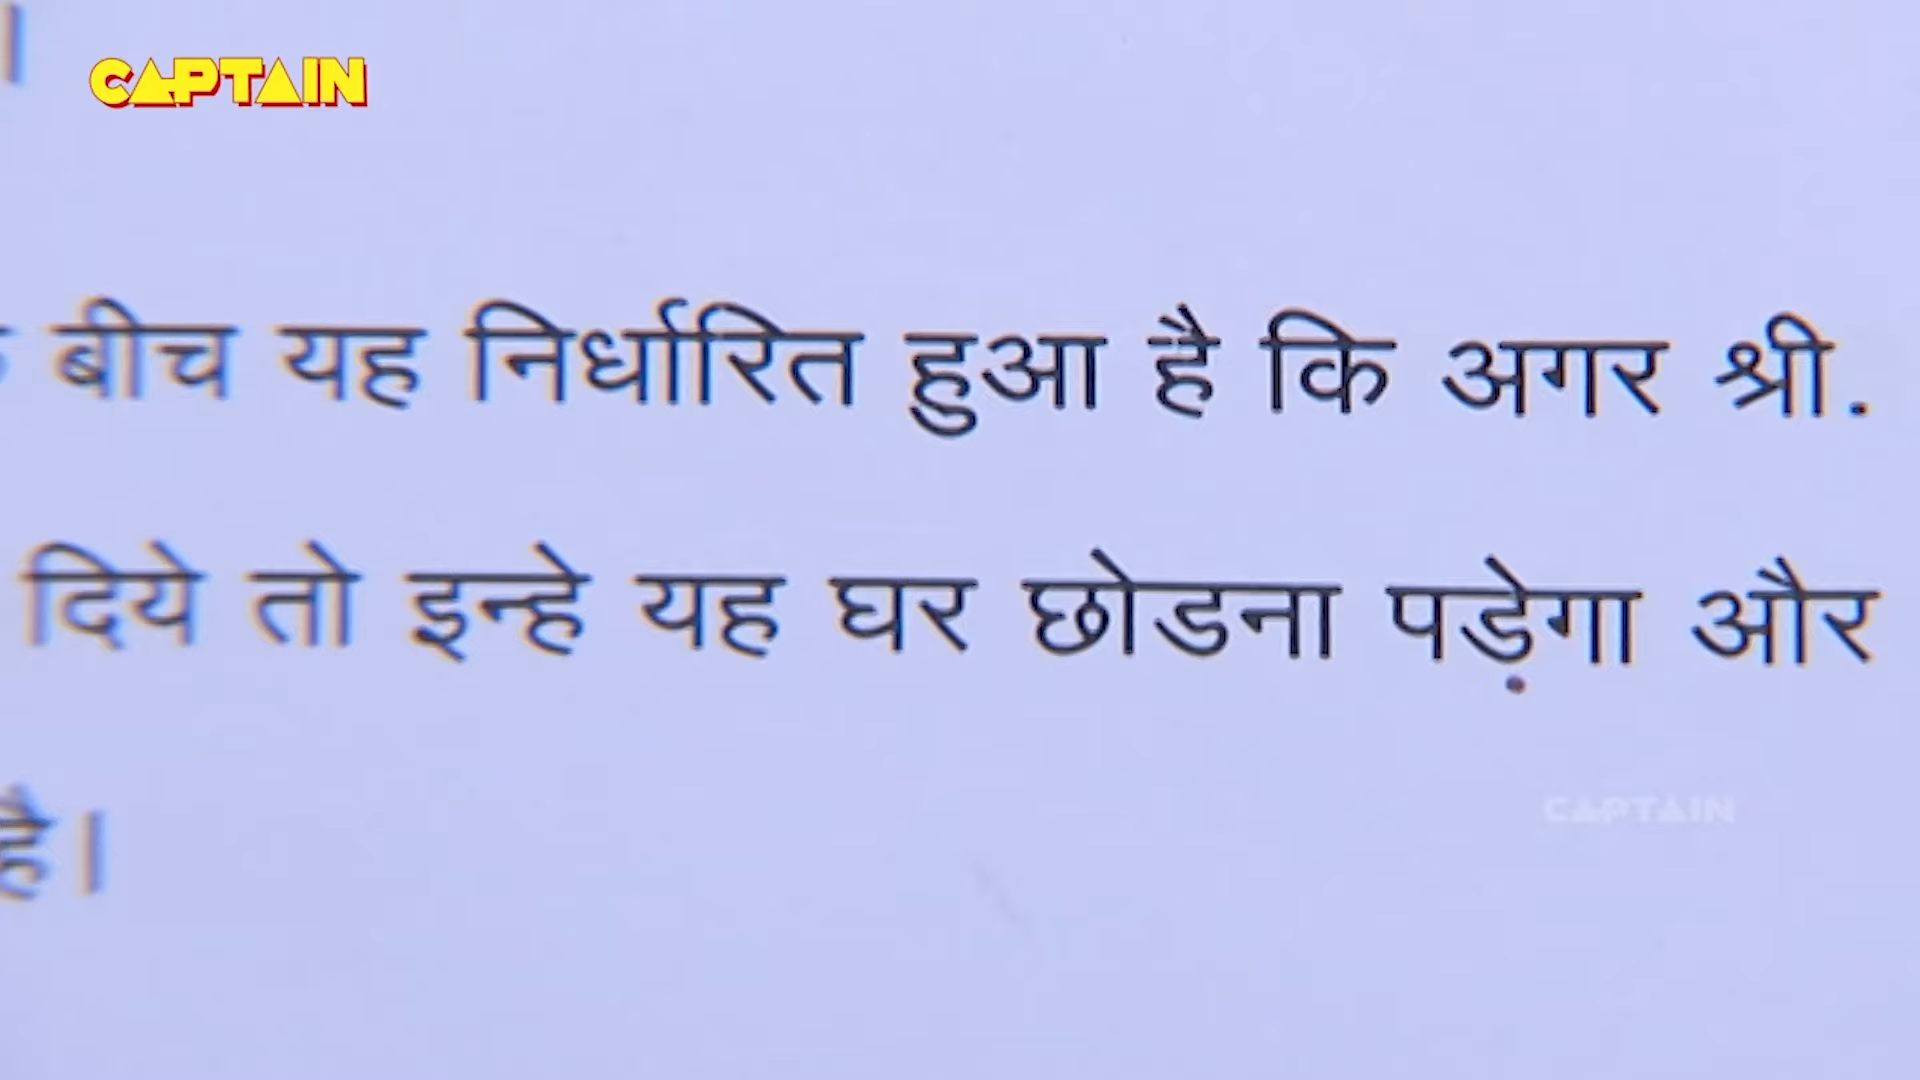 CAPTAIN
बीच यह निर्धारित हुआ है कि अगर श्री.
दिये तो इन्हे यह घर छोडना पड़ेगा और
है।
CAPTAIN